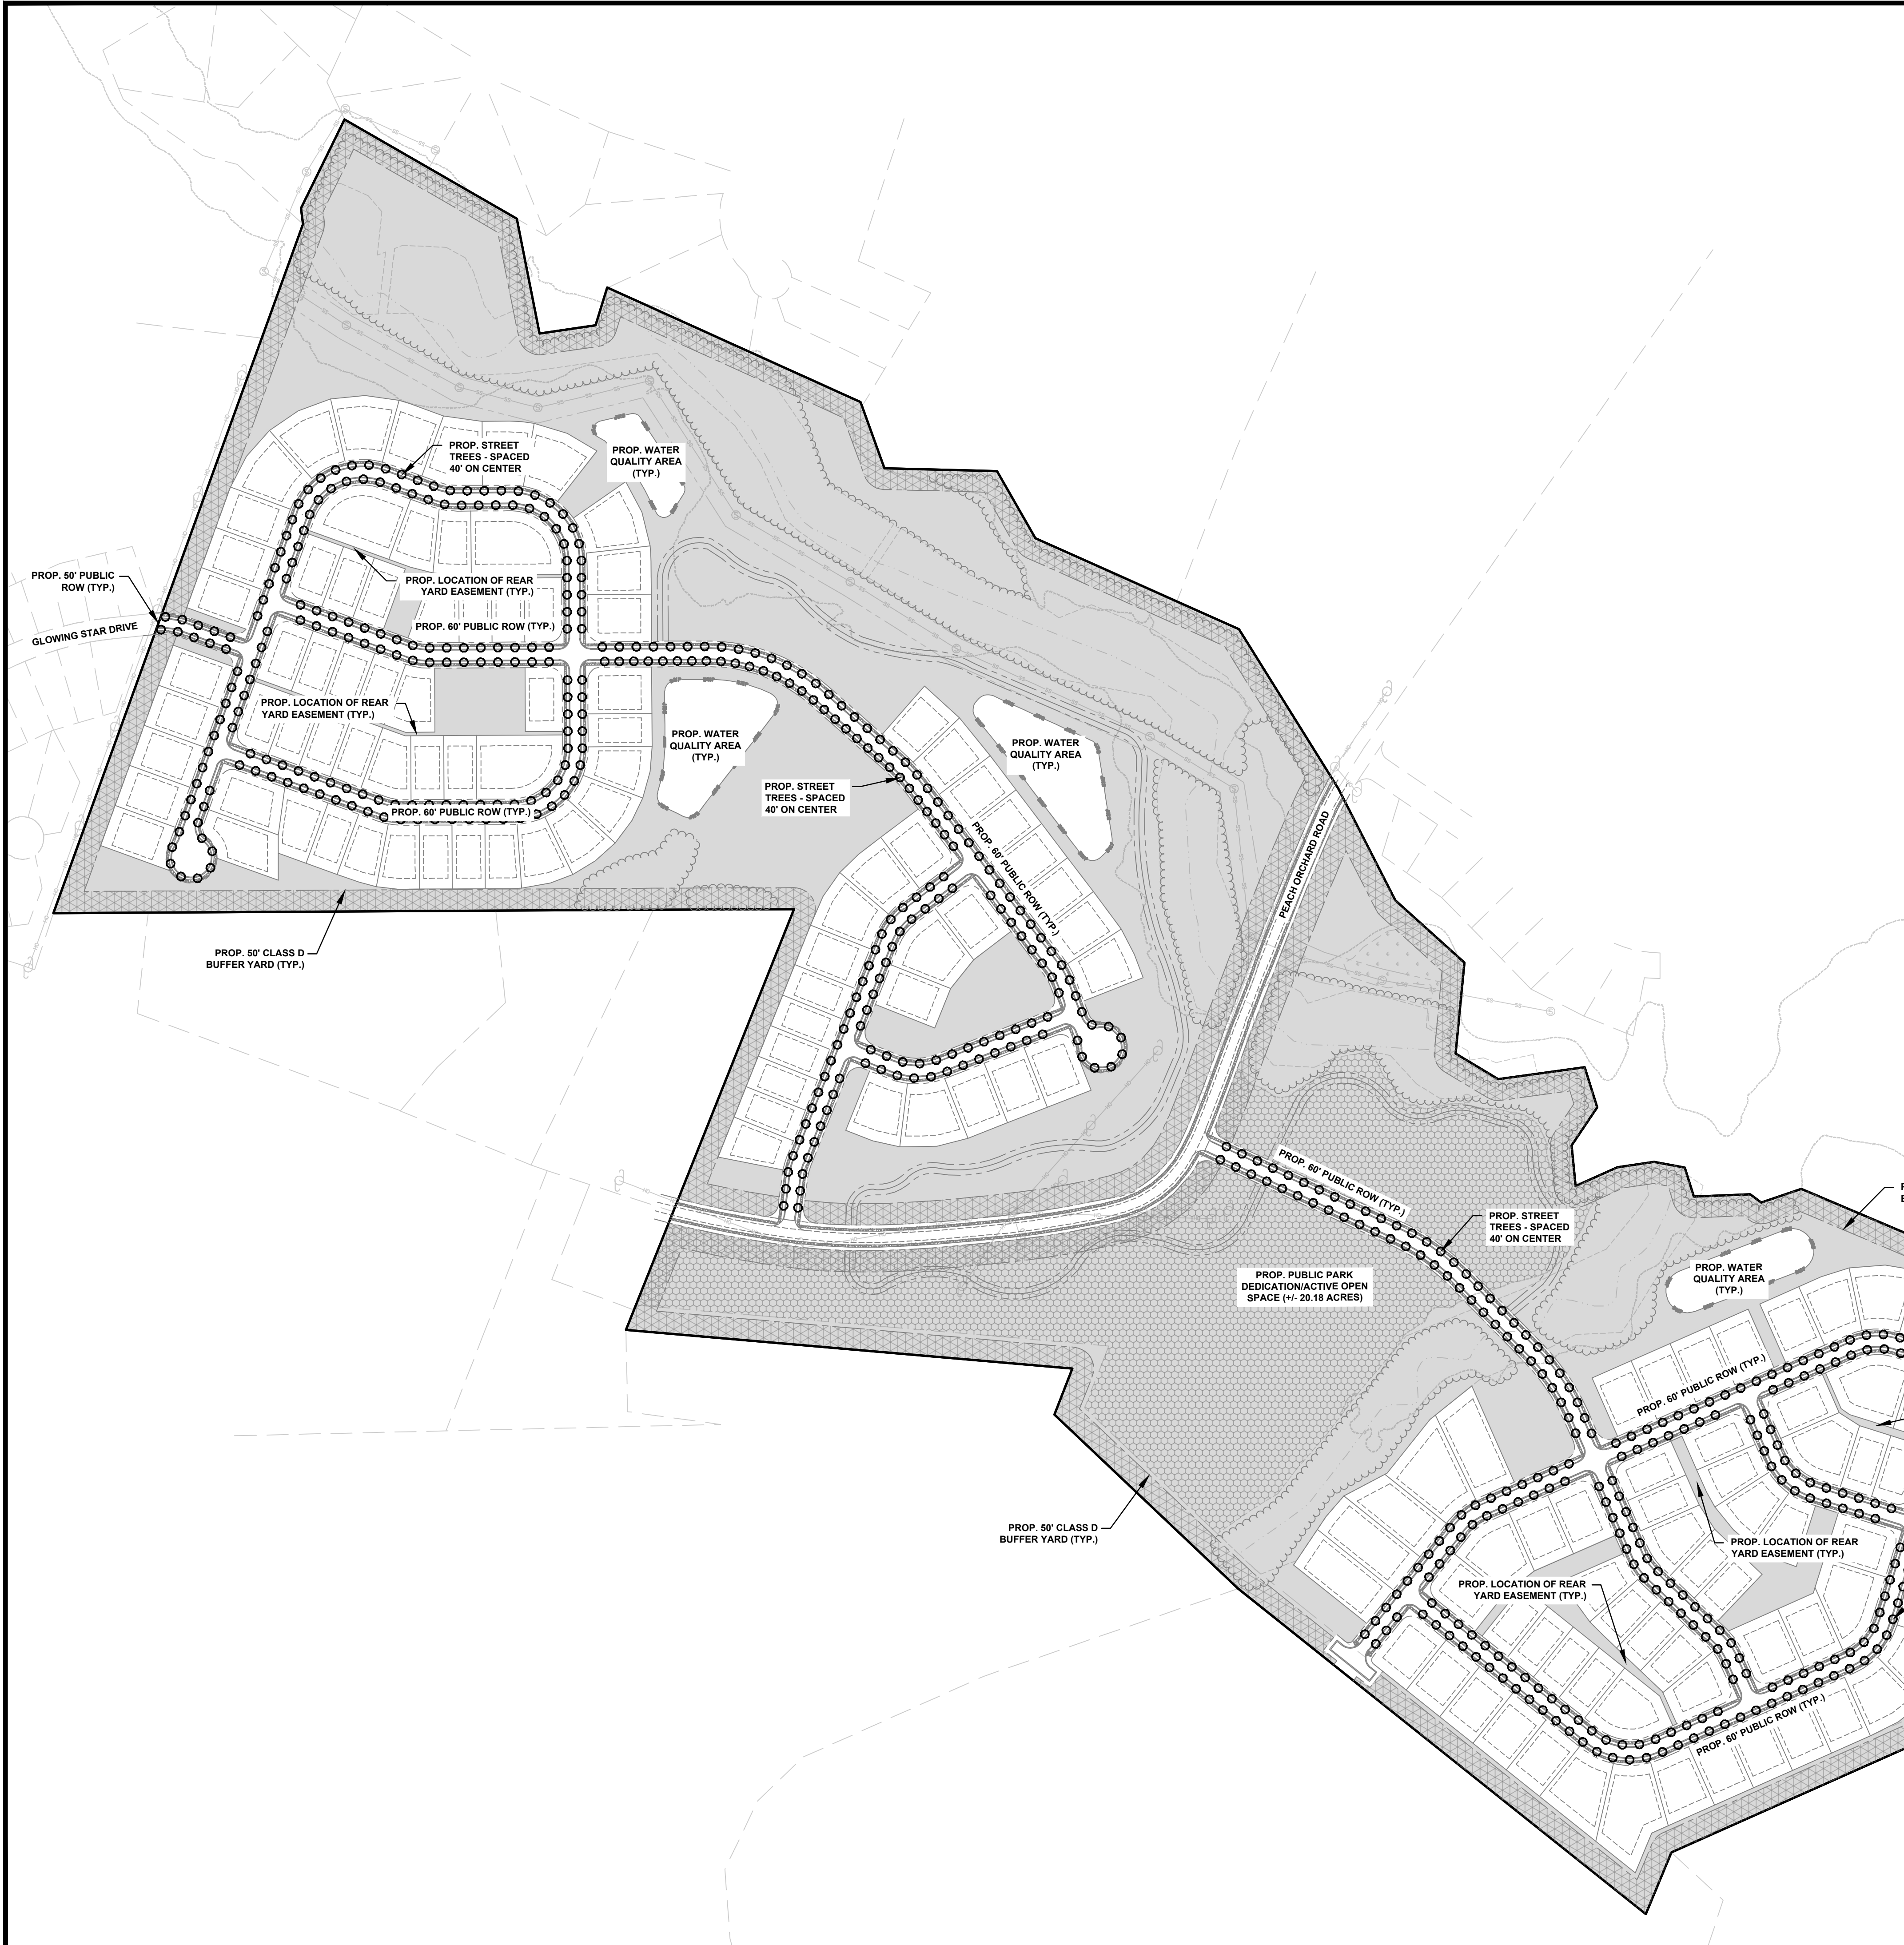 PROP. STREET
TREES - SPACED
40' ON CENTER
PROP. WATER
QUALITY AREA
(TYP.)
PROP. 50' PUBLIC
ROW (TYP.)
GLOWING STAR DRIVE
PROP. LOCATION OF REAR
YARD EASEMENT (TYP.)
PROP. 60' PUBLIC ROW (TYP.)
PROP. LOCATION OF REAR
YARD EASEMENT (TYP.)
PROP. WATER
QUALITY AREA
(TYP.)
PROP. WATER
QUALITY AREA
(TYP.)
PROP. STREET
TREES - SPACED
40' ON CENTER
PROP. 60' PUBLIC ROW (TYP.)
PROP. 60' PUBLIC ROW (TYP.)
PEACH ORCHARD ROAD
PROP. 50' CLASS D
BUFFER YARD (TYP.)
PROP. 60' PUBLIC ROW (TYP.)
PROP. STREET
TREES - SPACED
40' ON CENTER
PROP. PUBLIC PARK
DEDICATION/ACTIVE OPEN
SPACE (+/- 20.18 ACRES)
PROP. WATER
QUALITY AREA
(TYP.)
PROP. 60' PUBLIC ROW (TYP.)
PROP. 50' CLASS D
BUFFER YARD (TYP.)
PROP. LOCATION OF REAR
YARD EASEMENT (TYP.)
PROP. LOCATION OF REAR
YARD EASEMENT (TYP.)
PROP. 60' PUBLIC ROW (TYP.)